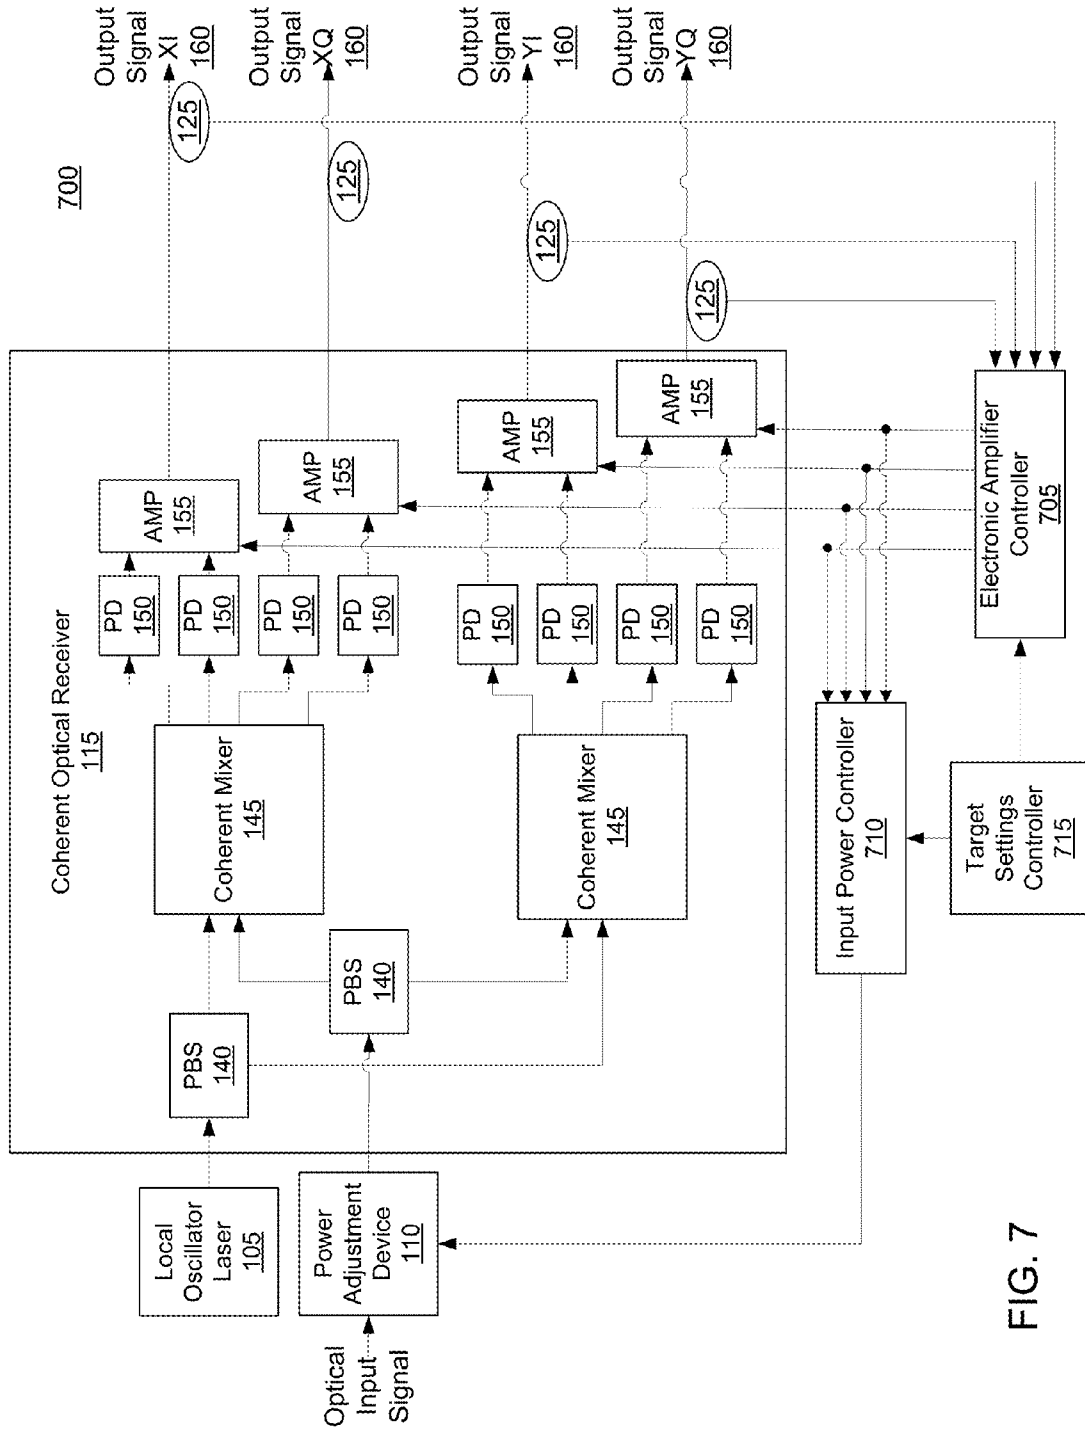 700
Coherent Optical Receiver
115
Local
Oscillator
Laser
105
Optical
Input
Signal
Power
Adjustment
Device
110
PBS
140
PBS
140
Coherent Mixer
145
Coherent Mixer
145
PD
150
PD
150
PD
150
PD
150
PD
150
PD
150
PD
150
PD
150
AMP
155
AMP
155
AMP
155
AMP
155
125
125
125
125
Output
Signal
XI
160
Output
Signal
XQ
160
Output
Signal
YI
160
Output
Signal
YQ
160
Input Power Controller
710
Target
Settings
Controller
715
Electronic Amplifier
Controller
705
FIG. 7